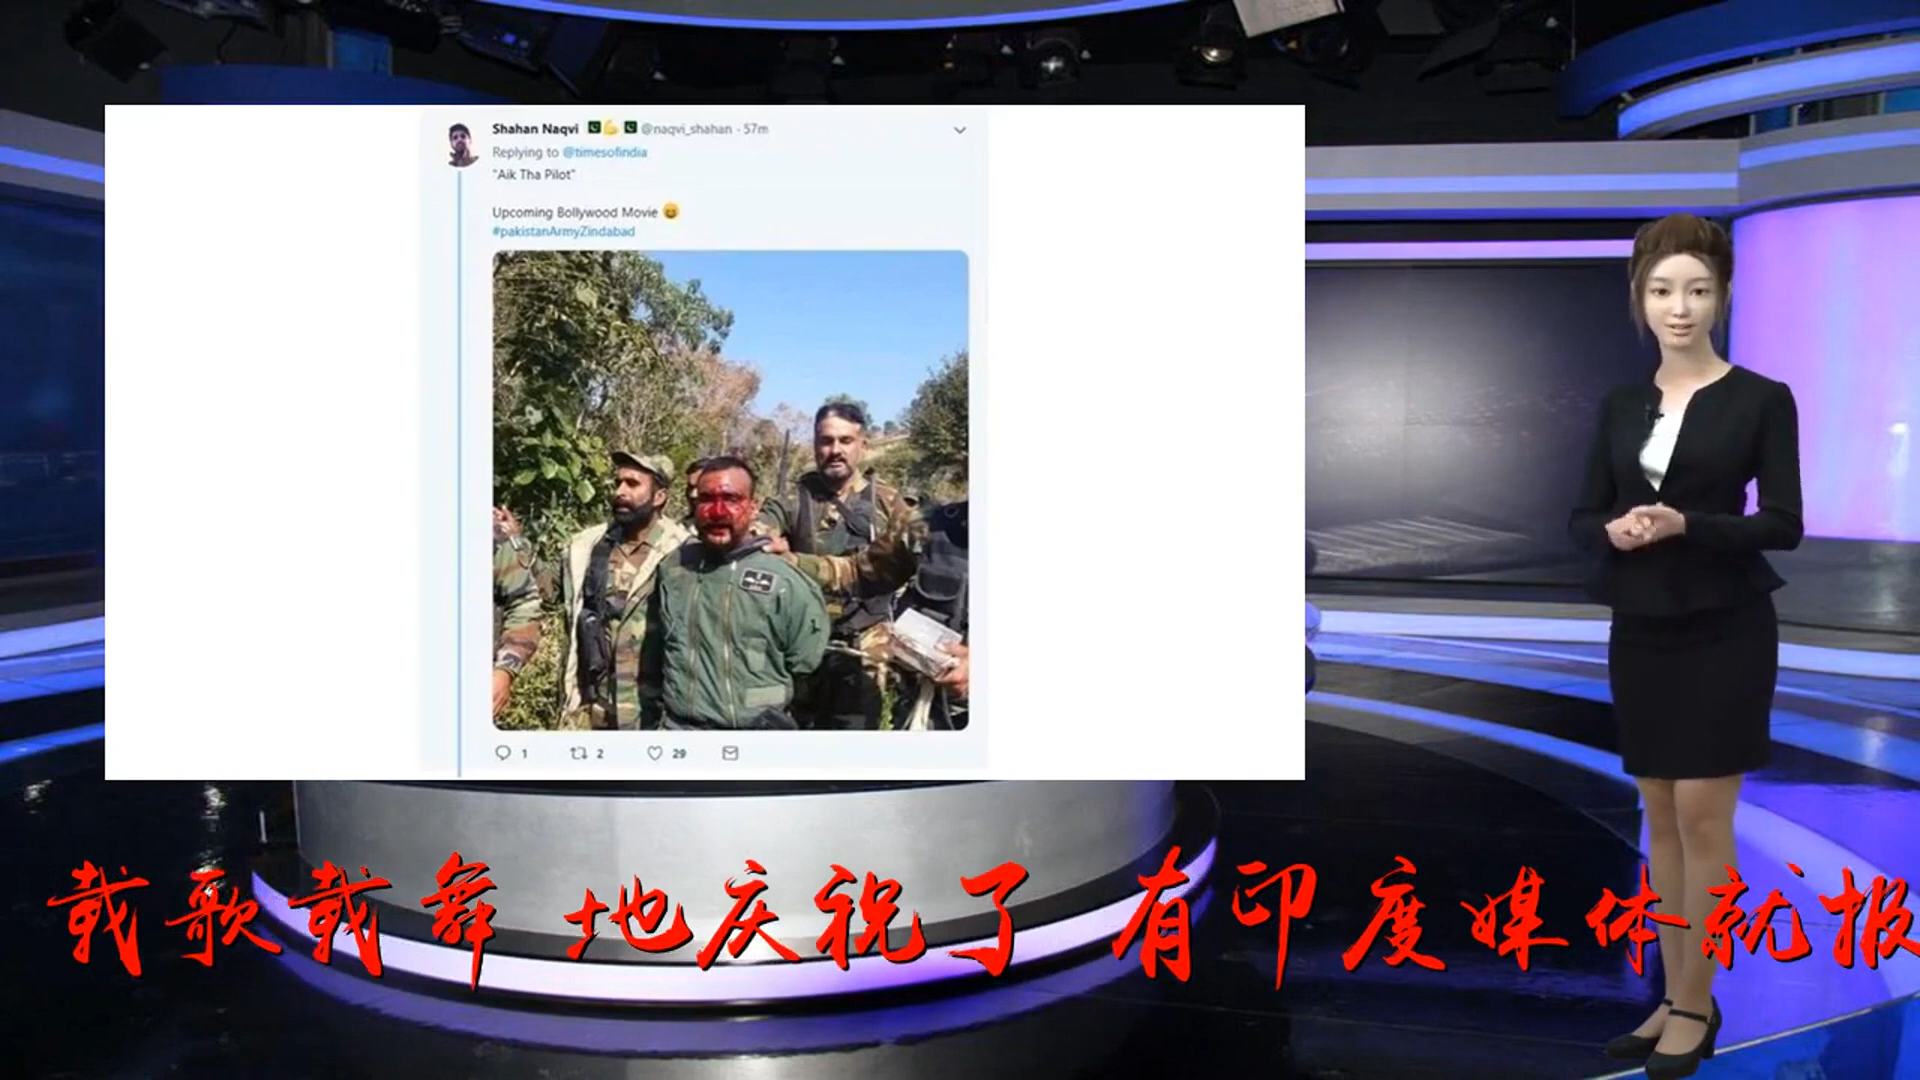 Shahan Naqvi 🇵🇰💪🇵🇰 @naqvi_shahan · 57m
Replying to @timesofindia
"Aik Tha Pilot"
Upcoming Bollywood Movie 😄
#pakistanArmyZindabad
1 2 29
载歌载舞 地庆祝了 有印度媒体就报